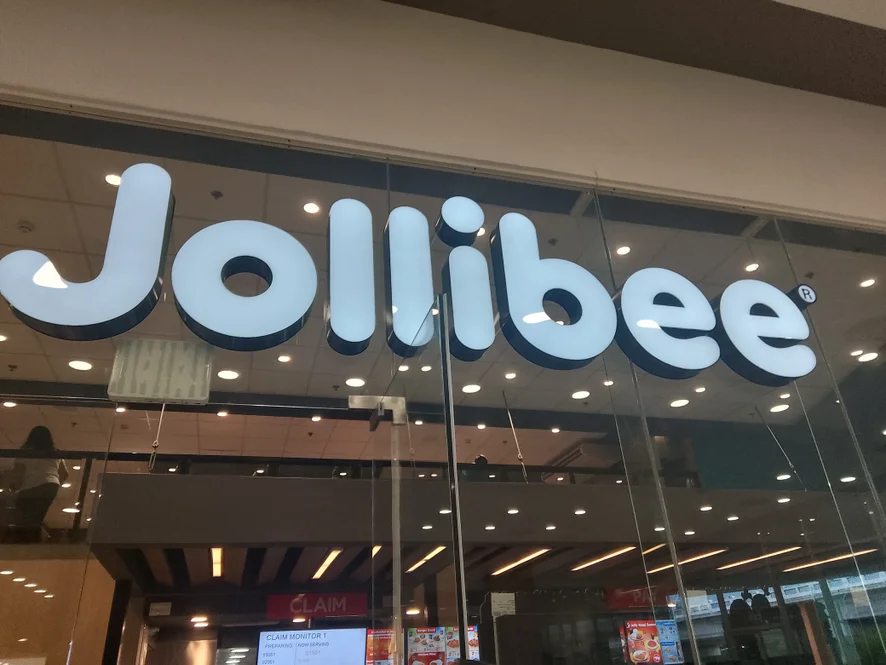 Jollibee®
CLAIM
CLAIM MONITOR 1
PREPARING NOW SERVING